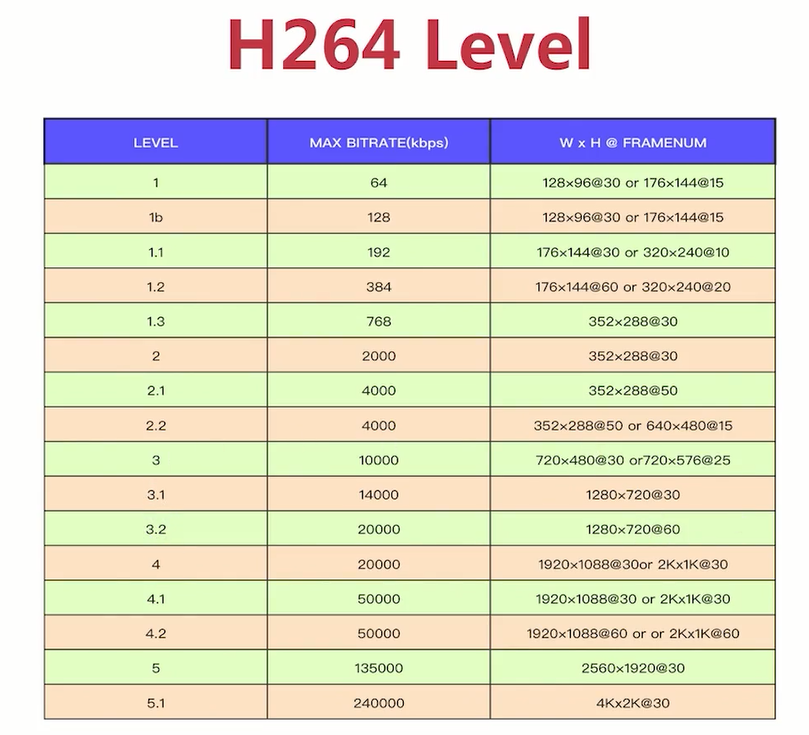 H264 Level
LEVEL MAX BITRATE(kbps) W x H @ FRAMENUM
1 64 128×96@30 or 176×144@15
1b 128 128×96@30 or 176×144@15
1.1 192 176×144@30 or 320×240@10
1.2 384 176×144@60 or 320×240@20
1.3 768 352×288@30
2 2000 352×288@30
2.1 4000 352×288@50
2.2 4000 352×288@50 or 640×480@15
3 10000 720×480@30 or720×576@25
3.1 14000 1280×720@30
3.2 20000 1280×720@60
4 20000 1920×1088@30or 2Kx1K@30
4.1 50000 1920×1088@30 or 2Kx1K@30
4.2 50000 1920×1088@60 or or 2Kx1K@60
5 135000 2560×1920@30
5.1 240000 4Kx2K@30